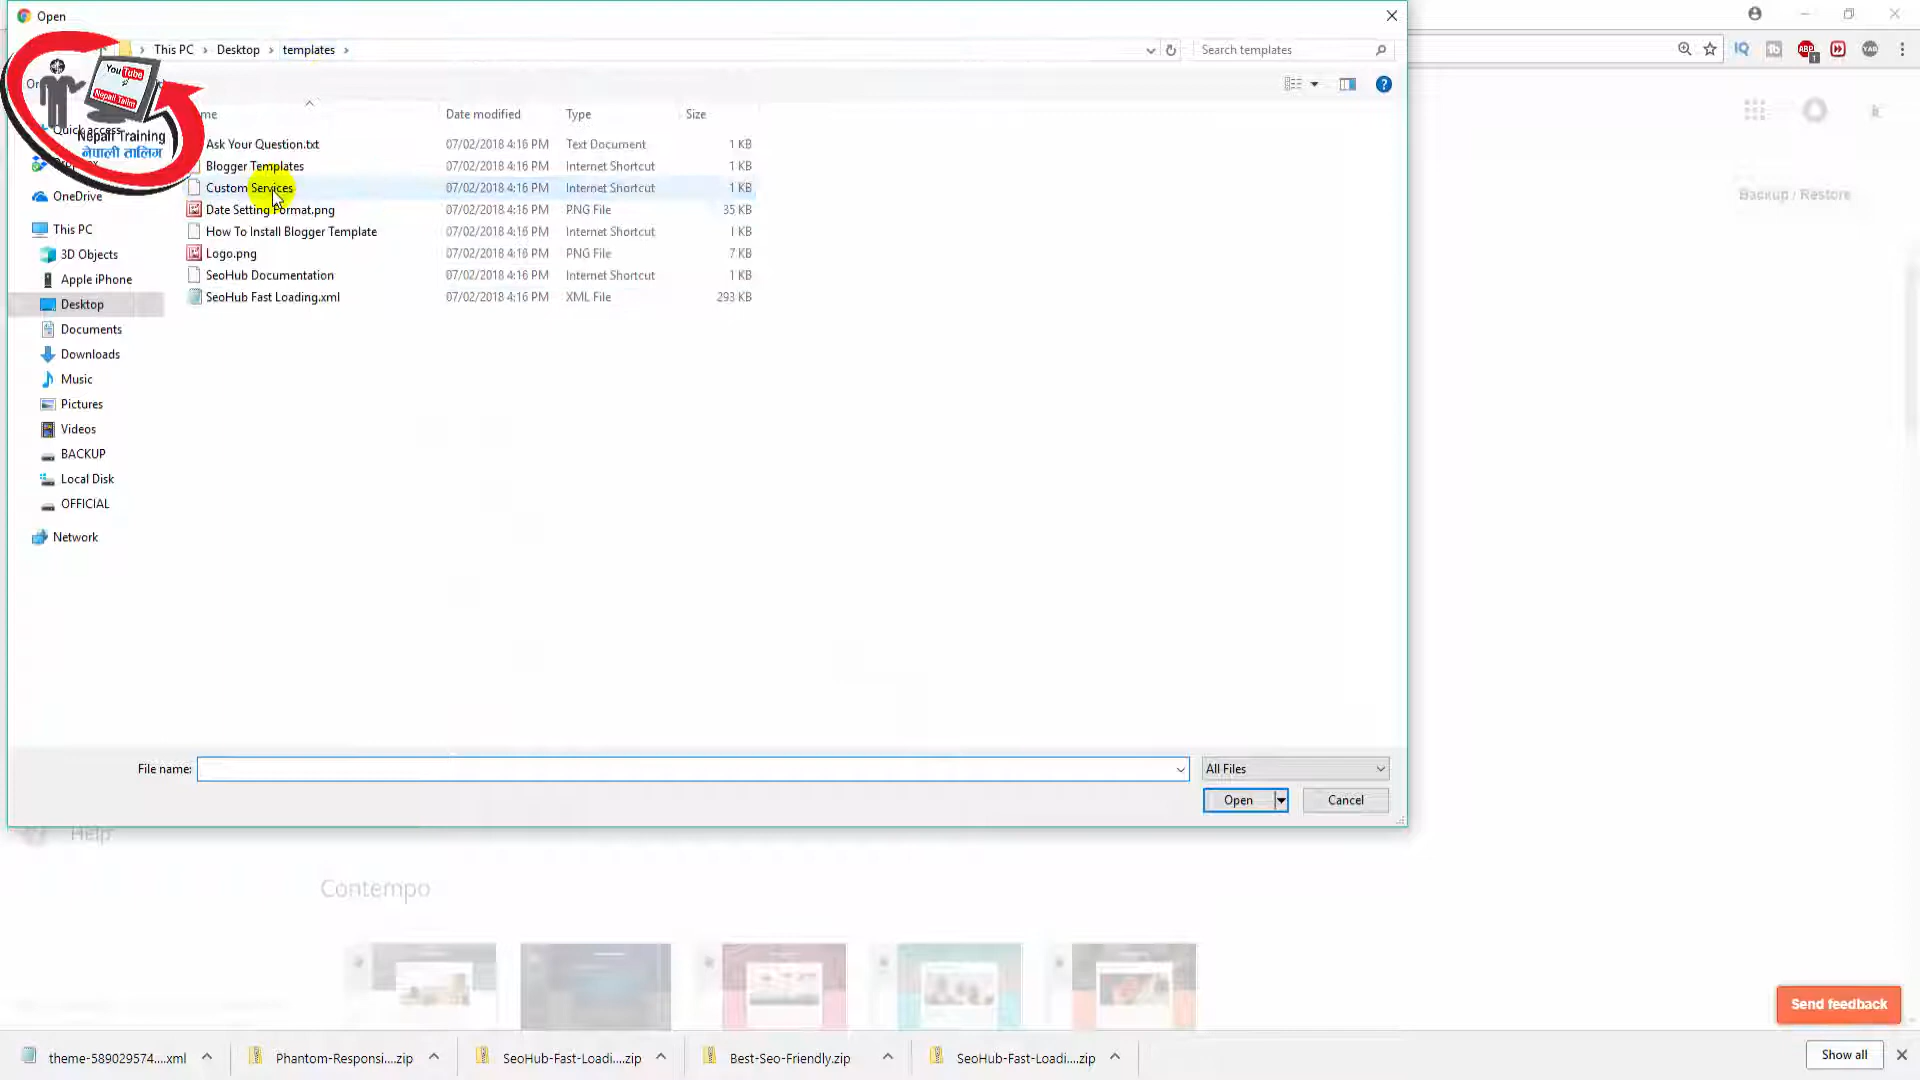 Open
This PC > Desktop > templates >
Search templates
YouTube
Nepali Talim
Nepali Training
नेपाली तालिम
Date modified
Type
Size
Ask Your Question.txt 07/02/2018 4:16 PM Text Document 1 KB
Blogger Templates 07/02/2018 4:16 PM Internet Shortcut 1 KB
Custom Services 07/02/2018 4:16 PM Internet Shortcut 1 KB
Date Setting Format.png 07/02/2018 4:16 PM PNG File 35 KB
How To Install Blogger Template 07/02/2018 4:16 PM Internet Shortcut 1 KB
Logo.png 07/02/2018 4:16 PM PNG File 7 KB
SeoHub Documentation 07/02/2018 4:16 PM Internet Shortcut 1 KB
SeoHub Fast Loading.xml 07/02/2018 4:16 PM XML File 293 KB
Quick access
OneDrive
This PC
3D Objects
Apple iPhone
Desktop
Documents
Downloads
Music
Pictures
Videos
BACKUP
Local Disk
OFFICIAL
Network
Backup / Restore
File name:
All Files
Open
Cancel
Help
Contempo
Send feedback
theme-589029574....xml
Phantom-Responsi....zip
SeoHub-Fast-Loadi....zip
Best-Seo-Friendly.zip
SeoHub-Fast-Loadi....zip
Show all